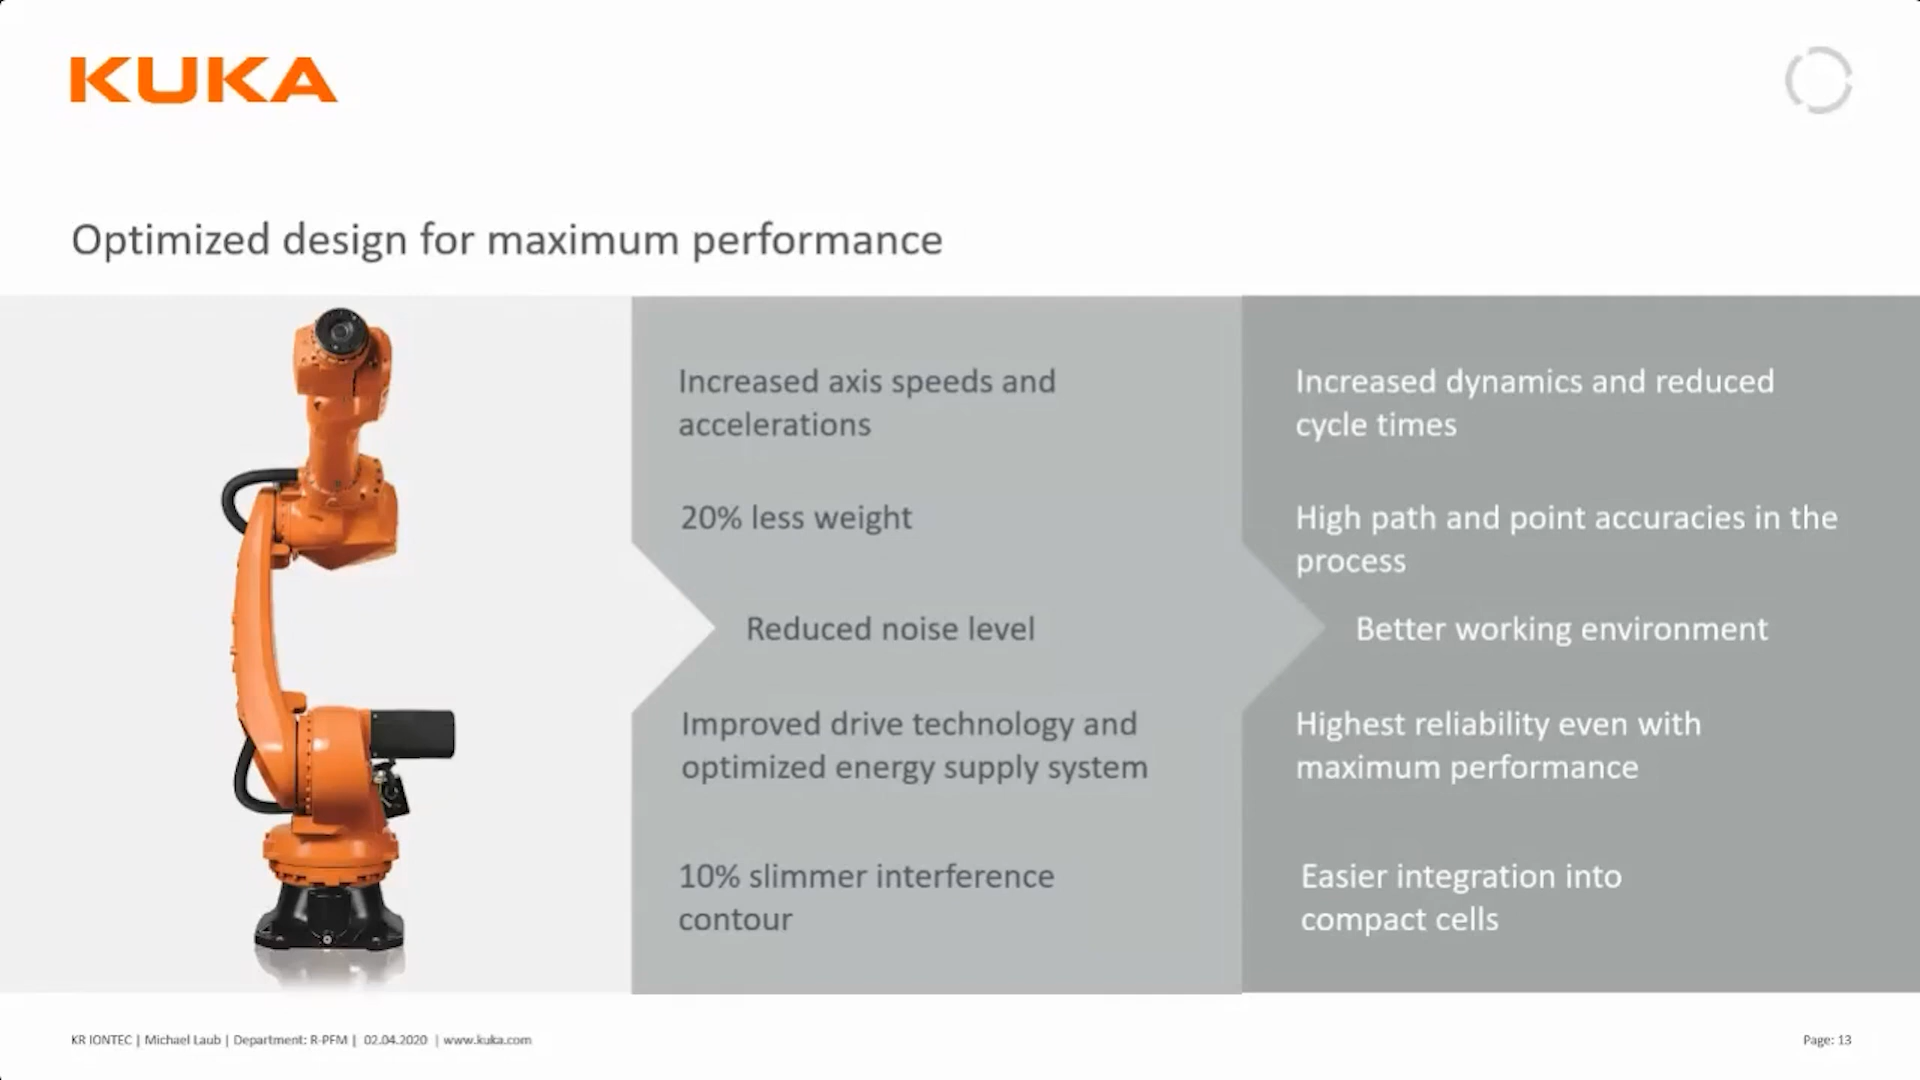 KUKA
Optimized design for maximum performance
Increased axis speeds and
accelerations
20% less weight
Reduced noise level
Improved drive technology and
optimized energy supply system
10% slimmer interference
contour
Increased dynamics and reduced
cycle times
High path and point accuracies in the
process
Better working environment
Highest reliability even with
maximum performance
Easier integration into
compact cells
KR IONTEC | Michael Laub | Department: R-PFM | 02.04.2020 | www.kuka.com
Page: 13